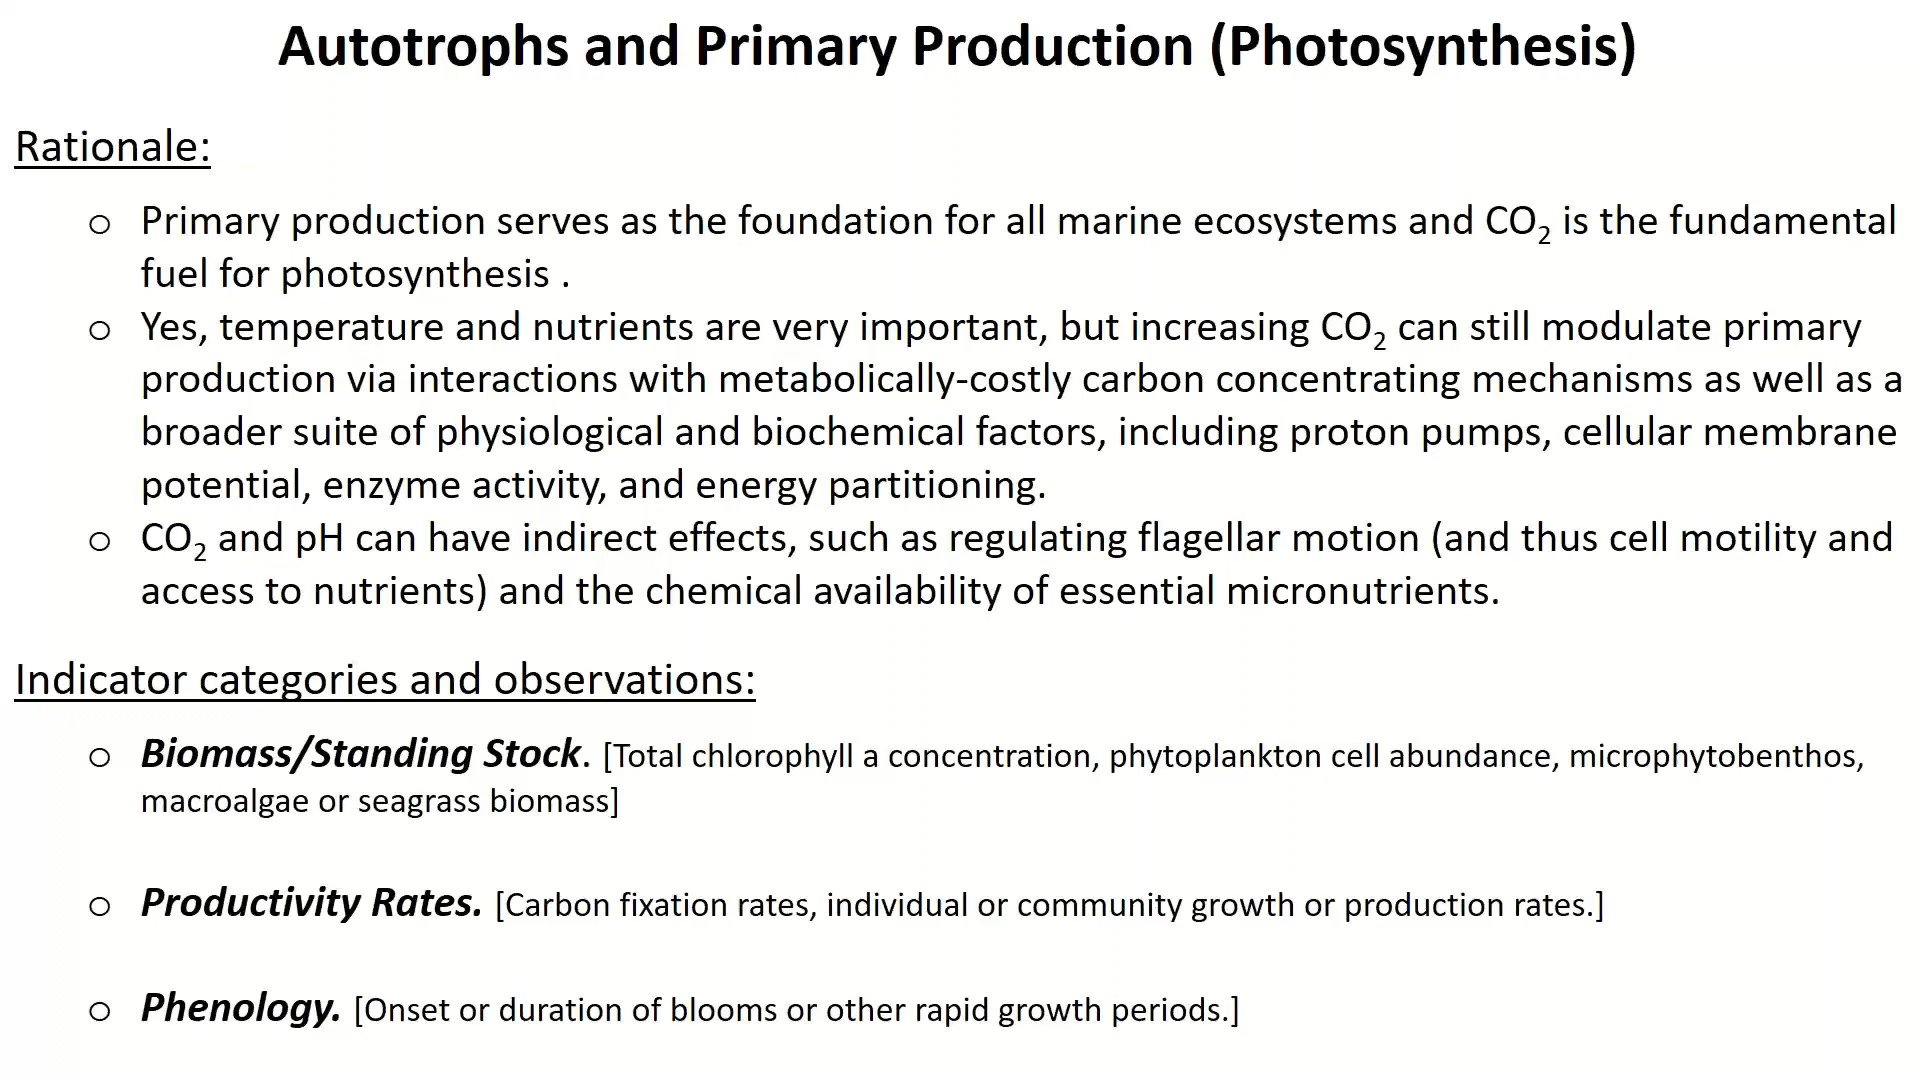 Autotrophs and Primary Production (Photosynthesis)
Rationale:
o Primary production serves as the foundation for all marine ecosystems and CO₂ is the fundamental
fuel for photosynthesis .
o Yes, temperature and nutrients are very important, but increasing CO₂ can still modulate primary
production via interactions with metabolically-costly carbon concentrating mechanisms as well as a
broader suite of physiological and biochemical factors, including proton pumps, cellular membrane
potential, enzyme activity, and energy partitioning.
o CO₂ and pH can have indirect effects, such as regulating flagellar motion (and thus cell motility and
access to nutrients) and the chemical availability of essential micronutrients.
Indicator categories and observations:
o Biomass/Standing Stock. [Total chlorophyll a concentration, phytoplankton cell abundance, microphytobenthos,
macroalgae or seagrass biomass]
o Productivity Rates. [Carbon fixation rates, individual or community growth or production rates.]
o Phenology. [Onset or duration of blooms or other rapid growth periods.]